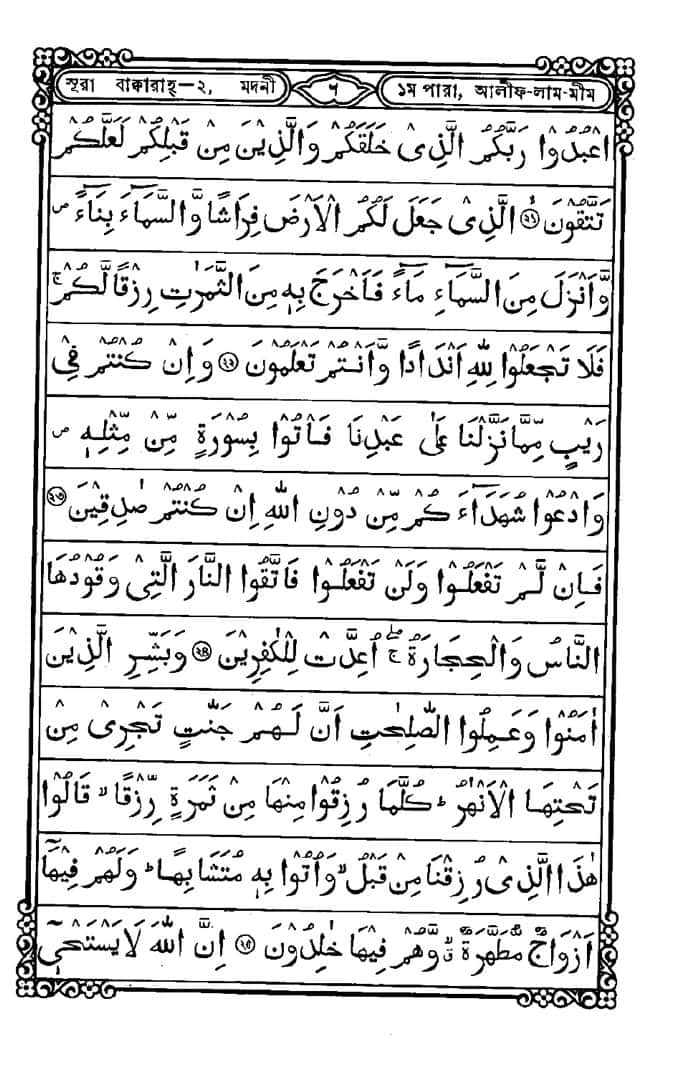 সূরা বাক্বারাহ্–২, মদনী ৬ ১ম পারা, আলীফ-লাম-মীম
اعْبُدُوْا رَبَّكُمُ الَّذِىْ خَلَقَكُمْ وَالَّذِيْنَ مِنْ قَبْلِكُمْ لَعَلَّكُمْ
تَتَّقُوْنَ ﴿٢١﴾ الَّذِىْ جَعَلَ لَكُمُ الْاَرْضَ فِرَاشًا وَّالسَّمَآءَ بِنَآءً ص
وَّاَنْزَلَ مِنَ السَّمَآءِ مَآءً فَاَخْرَجَ بِهٖ مِنَ الثَّمَرٰتِ رِزْقًا لَّكُمْ ج
فَلَا تَجْعَلُوْا لِلّٰهِ اَنْدَادًا وَّاَنْتُمْ تَعْلَمُوْنَ ﴿٢٢﴾ وَاِنْ كُنْتُمْ فِىْ
رَيْبٍ مِّمَّا نَزَّلْنَا عَلٰى عَبْدِنَا فَاْتُوْا بِسُوْرَةٍ مِّنْ مِّثْلِهٖ ص
وَادْعُوْا شُهَدَآءَ كُمْ مِّنْ دُوْنِ اللّٰهِ اِنْ كُنْتُمْ صٰدِقِيْنَ ﴿٢٣﴾
فَاِنْ لَّمْ تَفْعَلُوْا وَلَنْ تَفْعَلُوْا فَاتَّقُوا النَّارَ الَّتِىْ وَقُوْدُهَا
النَّاسُ وَالْحِجَارَةُ ج اُعِدَّتْ لِلْكٰفِرِيْنَ ﴿٢٤﴾ وَبَشِّرِ الَّذِيْنَ
اٰمَنُوْا وَعَمِلُوا الصّٰلِحٰتِ اَنَّ لَهُمْ جَنّٰتٍ تَجْرِىْ مِنْ
تَحْتِهَا الْاَنْهٰرُ ط كُلَّمَا رُزِقُوْا مِنْهَا مِنْ ثَمَرَةٍ رِّزْقًا لا قَالُوْا
هٰذَا الَّذِىْ رُزِقْنَا مِنْ قَبْلُ لا وَاُتُوْا بِهٖ مُتَشَابِهًا ط وَلَهُمْ فِيْهَآ
اَزْوَاجٌ مُّطَهَّرَةٌ ق وَّهُمْ فِيْهَا خٰلِدُوْنَ ﴿٢٥﴾ اِنَّ اللّٰهَ لَا يَسْتَحْىٖٓ